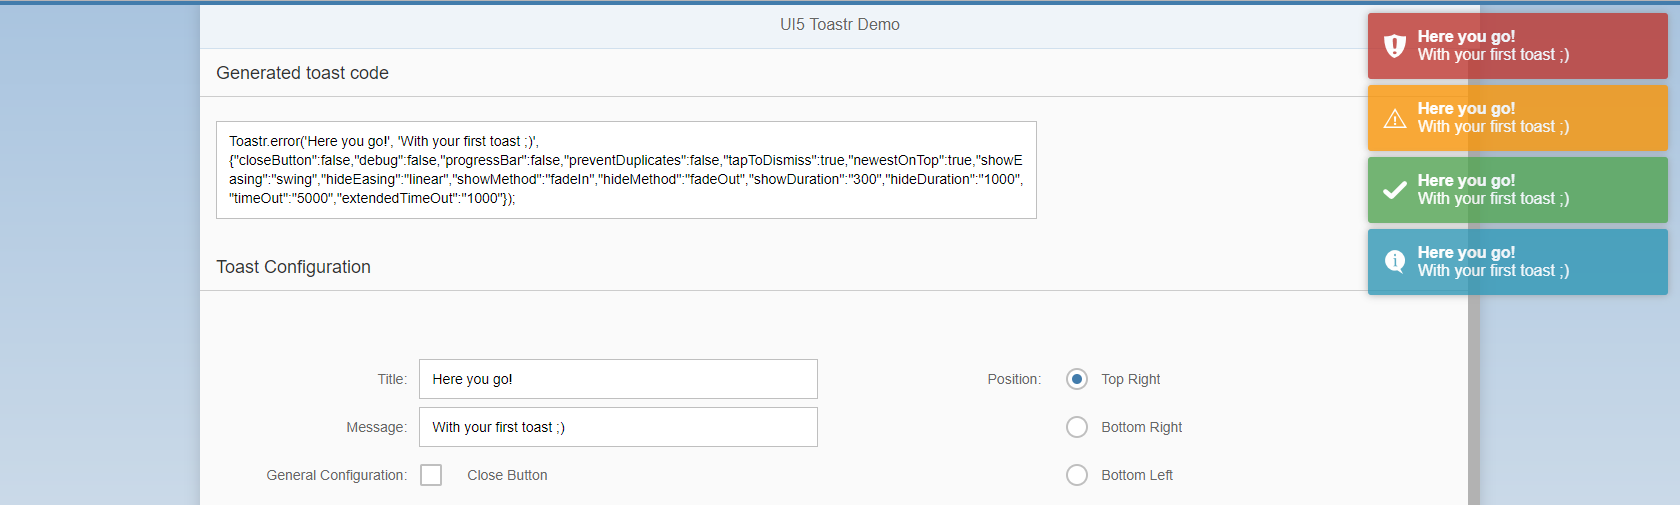 UI5 Toastr Demo
Generated toast code
Toastr.error('Here you go!', 'With your first toast ;)',
{"closeButton":false,"debug":false,"progressBar":false,"preventDuplicates":false,"tapToDismiss":true,"newestOnTop":true,"showE
asing":"swing","hideEasing":"linear","showMethod":"fadeIn","hideMethod":"fadeOut","showDuration":"300","hideDuration":"1000",
"timeOut":"5000","extendedTimeOut":"1000"});
Toast Configuration
Title: Here you go!
Message: With your first toast ;)
General Configuration: Close Button
Position: Top Right
Bottom Right
Bottom Left
Here you go!
With your first toast ;)
Here you go!
With your first toast ;)
Here you go!
With your first toast ;)
Here you go!
With your first toast ;)